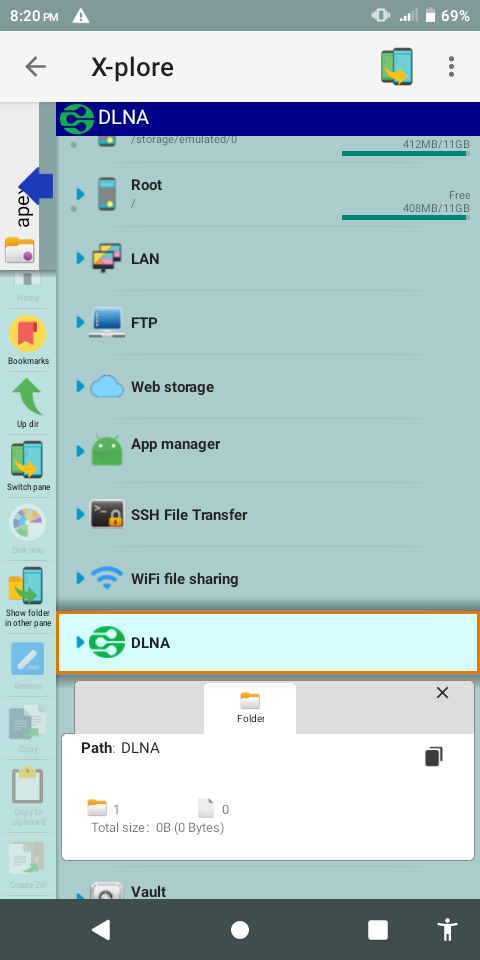 8:20 PM
69%
X-plore
DLNA
/storage/emulated/0
412MB/11GB
Root
/
Free
408MB/11GB
apex
LAN
Home
FTP
Bookmarks
Web storage
Up dir
App manager
Switch pane
SSH File Transfer
Disk map
WiFi file sharing
Show folder
in other pane
DLNA
Rename
Folder
Path: DLNA
Copy
1
0
Total size: 0B (0 Bytes)
Copy to
clipboard
Create ZIP
Vault